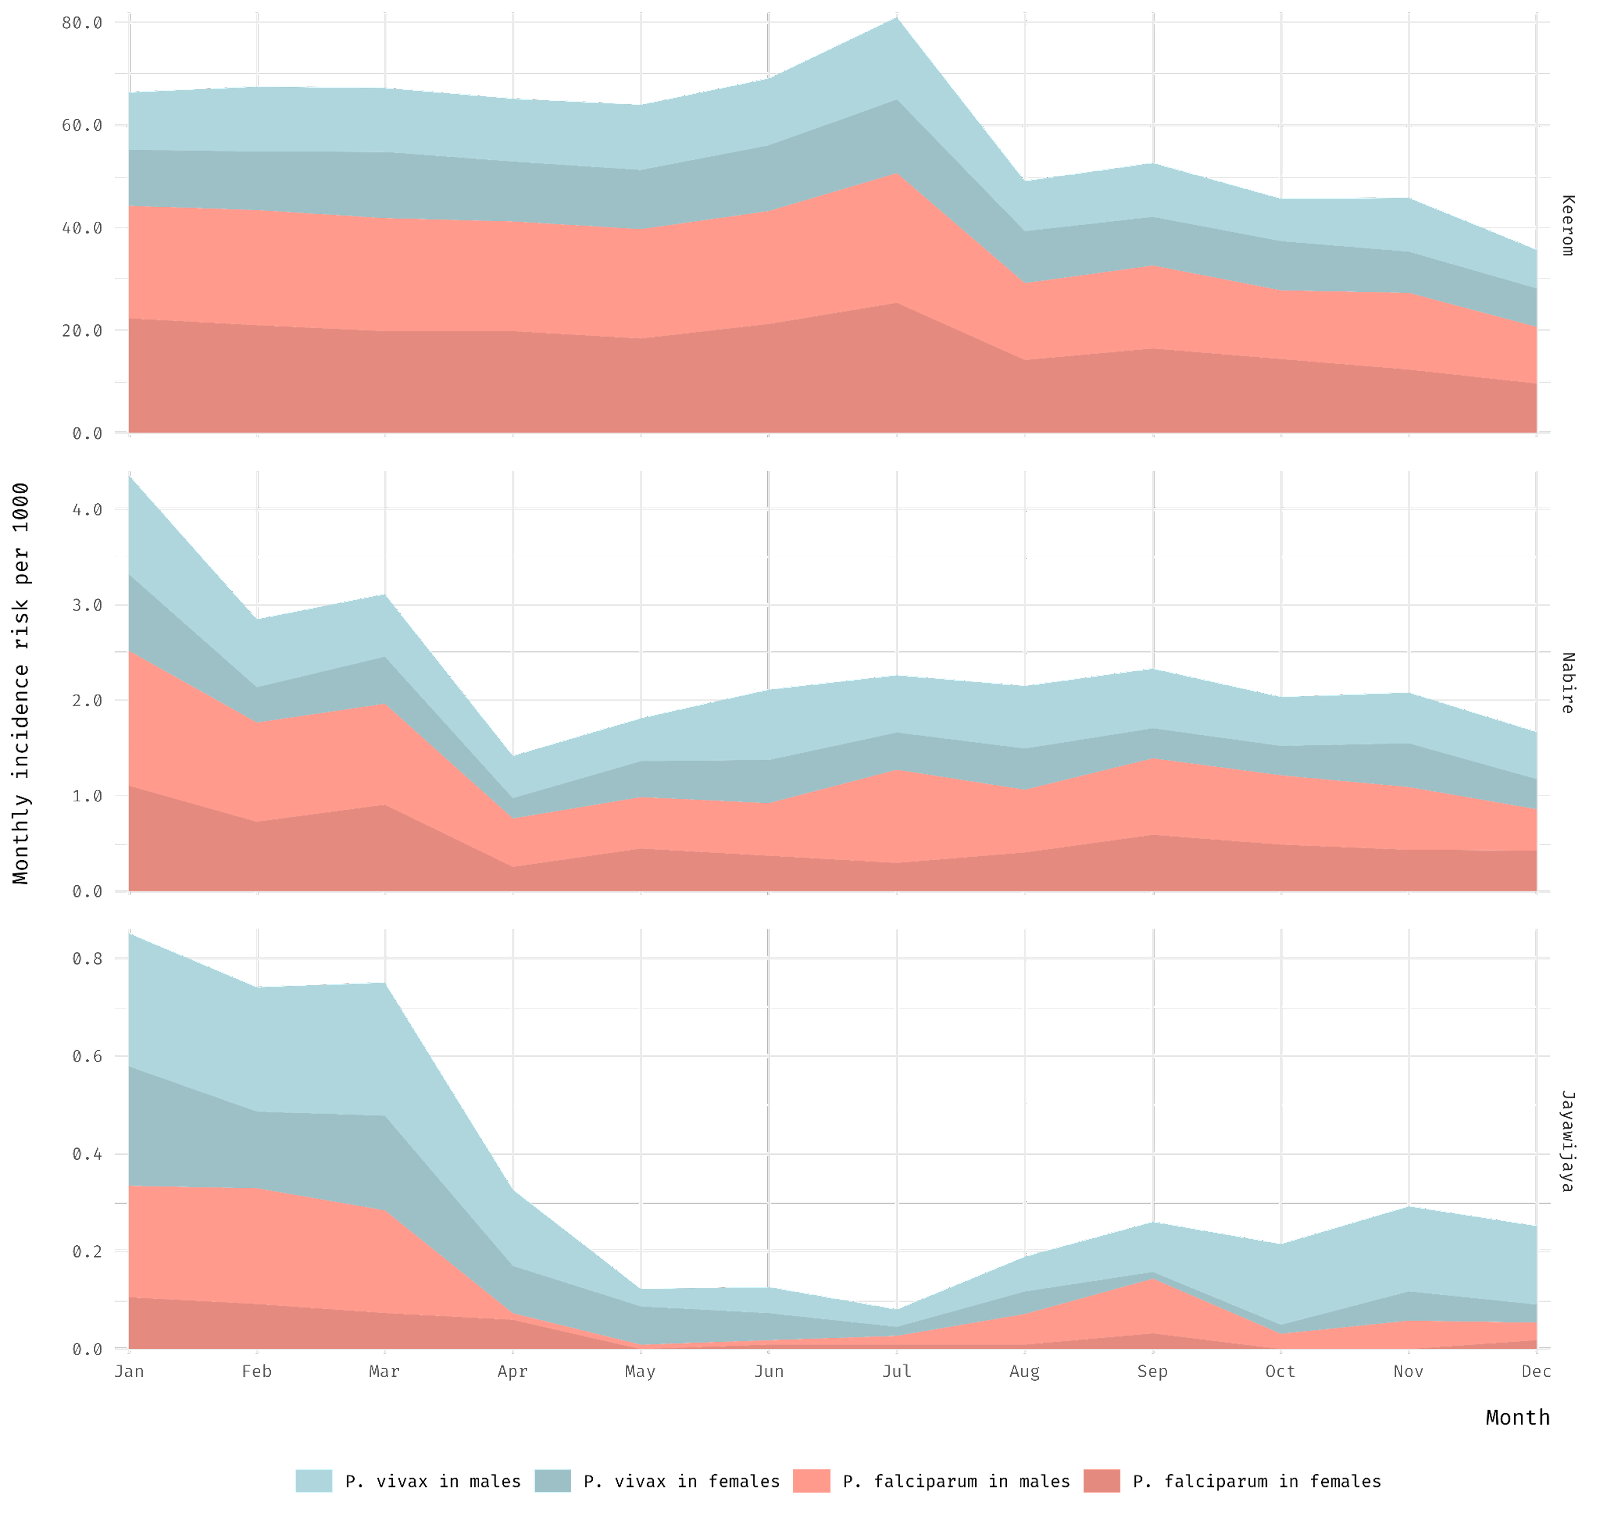 80.0
60.0
40.0
20.0
0.0
Keerom
Monthly incidence risk per 1000
4.0
3.0
2.0
1.0
0.0
Nabire
0.8
0.6
0.4
0.2
0.0
Jayawijaya
Jan Feb Mar Apr May Jun Jul Aug Sep Oct Nov Dec
Month
P. vivax in males P. vivax in females P. falciparum in males P. falciparum in females